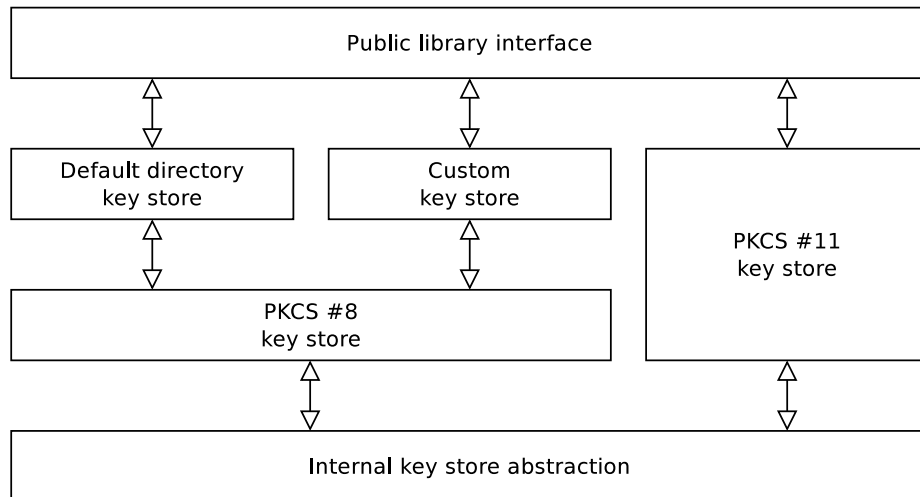 Public library interface
Default directory
key store
Custom
key store
PKCS #11
key store
PKCS #8
key store
Internal key store abstraction